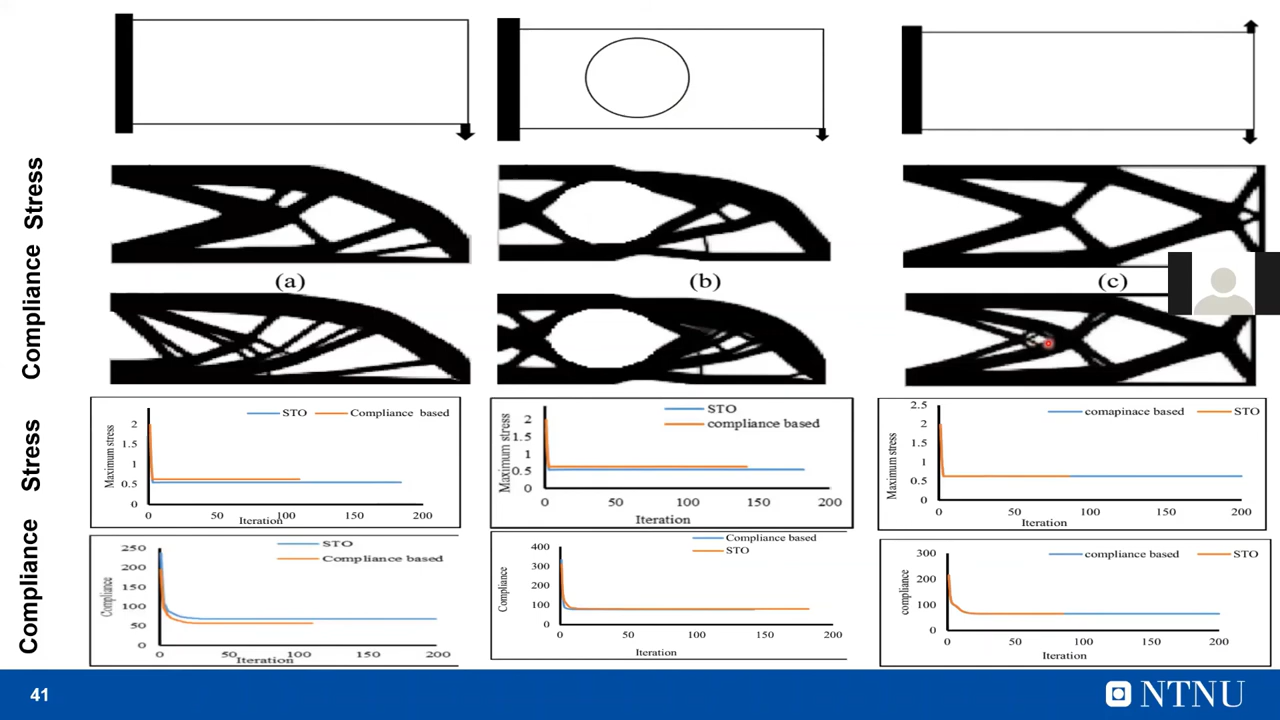 Stress
Compliance
(a)
(b)
(c)
Stress
Compliance
STO
Compliance based
Maximum stress
2
1.5
1
0.5
0
0
50
100
150
200
Iteration
STO
compliance based
Maximum stress
2
1.5
1
0.5
0
0
50
100
150
200
Iteration
comapinace based
STO
Maximum stress
2.5
2
1.5
1
0.5
0
50
100
150
200
Iteration
STO
Compliance based
Compliance
250
200
150
100
50
0
0
50
100
150
200
Iteration
Compliance based
STO
Compliance
400
300
200
100
0
0
50
100
150
200
Iteration
compliance based
STO
compliance
300
200
100
0
0
50
100
150
200
Iteration
41
NTNU